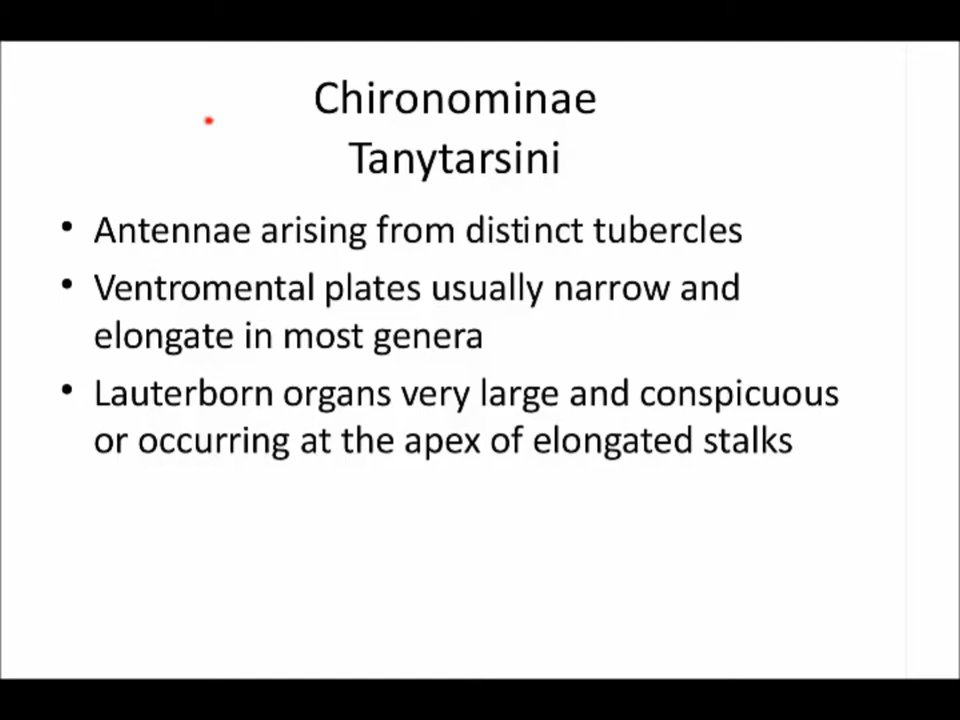 Chironominae
Tanytarsini
• Antennae arising from distinct tubercles
• Ventromental plates usually narrow and
elongate in most genera
• Lauterborn organs very large and conspicuous
or occurring at the apex of elongated stalks